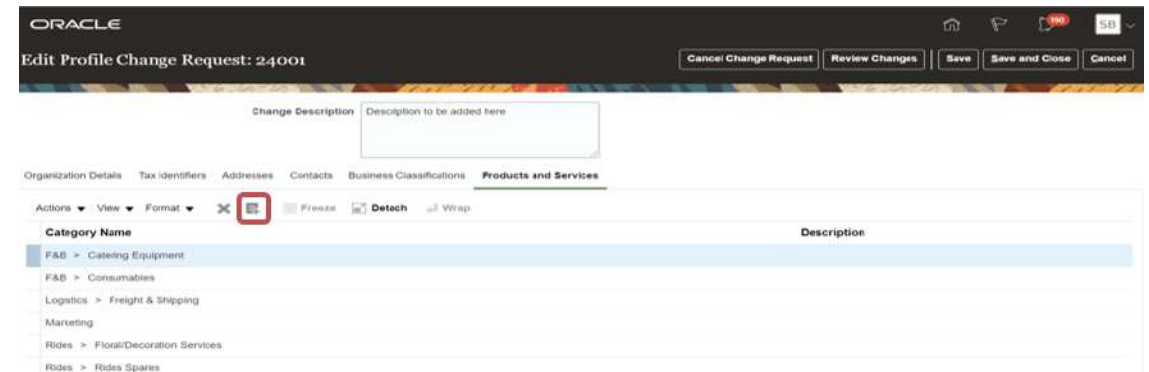 ORACLE
190
SB
Edit Profile Change Request: 24001
Cancel Change Request Review Changes Save Save and Close Cancel
Change Description Description to be added here
Organization Details Tax Identifiers Addresses Contacts Business Classifications Products and Services
Actions View Format Freeze Detach Wrap
Category Name Description
F&B > Catering Equipment
F&B > Consumables
Logistics > Freight & Shipping
Marketing
Rides > Floral/Decoration Services
Rides > Rides Spares